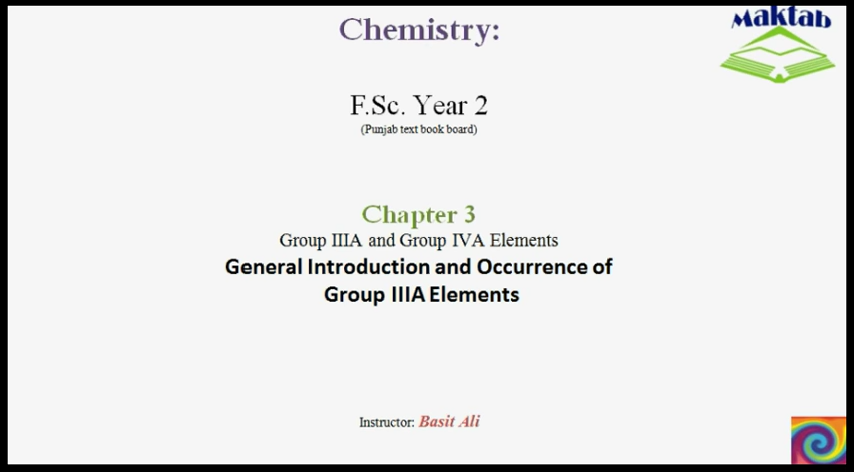 Maktab
Chemistry:
F.Sc. Year 2
(Punjab text book board)
Chapter 3
Group IIIA and Group IVA Elements
General Introduction and Occurrence of
Group IIIA Elements
Instructor: Basit Ali